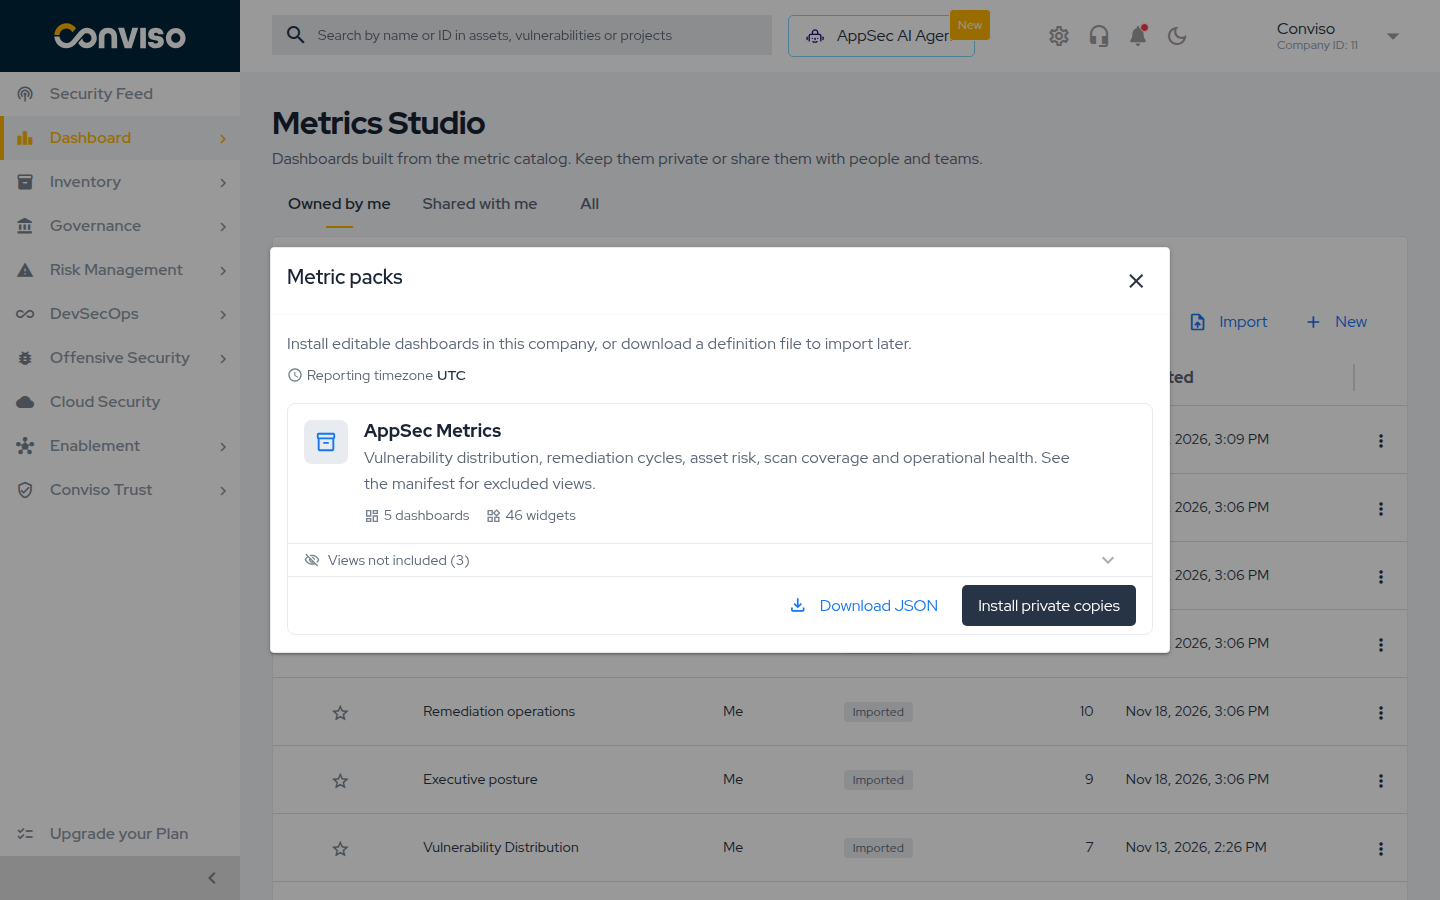 CONVISO
Search by name or ID in assets, vulnerabilities or projects
AppSec AI Agen
New
Conviso
Company ID: 11
Security Feed
Dashboard
Inventory
Governance
Risk Management
DevSecOps
Offensive Security
Cloud Security
Enablement
Conviso Trust
Upgrade your Plan
Metrics Studio
Dashboards built from the metric catalog. Keep them private or share them with people and teams.
Owned by me
Shared with me
All
Import
New
Metric packs
Install editable dashboards in this company, or download a definition file to import later.
Reporting timezone UTC
AppSec Metrics
Vulnerability distribution, remediation cycles, asset risk, scan coverage and operational health. See
the manifest for excluded views.
5 dashboards
46 widgets
Views not included (3)
Download JSON
Install private copies
ted
2026, 3:09 PM
2026, 3:06 PM
2026, 3:06 PM
2026, 3:06 PM
Remediation operations Me Imported 10 Nov 18, 2026, 3:06 PM
Executive posture Me Imported 9 Nov 18, 2026, 3:06 PM
Vulnerability Distribution Me Imported 7 Nov 13, 2026, 2:26 PM